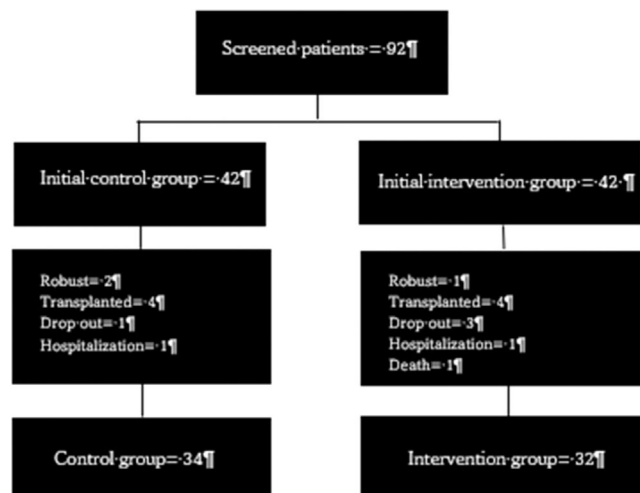 Screened·patients·=·92¶
Initial·control·group·=·42¶
Initial·intervention·group·=·42·¶
Robust=·2¶
Transplanted=·4¶
Drop·out=·1¶
Hospitalization=·1¶
Robust=·1¶
Transplanted=·4¶
Drop·out=·3¶
Hospitalization=·1¶
Death=·1¶
Control·group=·34¶
Intervention·group=·32¶